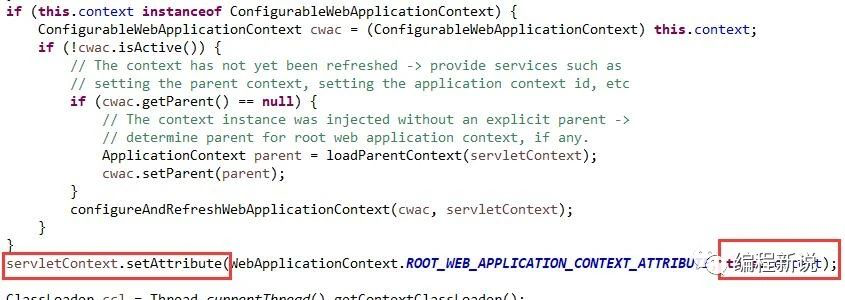 if (this.context instanceof ConfigurableWebApplicationContext) {
ConfigurableWebApplicationContext cwac = (ConfigurableWebApplicationContext) this.context;
if (!cwac.isActive()) {
// The context has not yet been refreshed -> provide services such as
// setting the parent context, setting the application context id, etc
if (cwac.getParent() == null) {
// The context instance was injected without an explicit parent ->
// determine parent for root web application context, if any.
ApplicationContext parent = loadParentContext(servletContext);
cwac.setParent(parent);
}
configureAndRefreshWebApplicationContext(cwac, servletContext);
}
}
servletContext.setAttribute(WebApplicationContext.ROOT_WEB_APPLICATION_CONTEXT_ATTRIBU
编程新说
);
ClassLoader ccl = Thread.currentThread().getContextClassLoader();